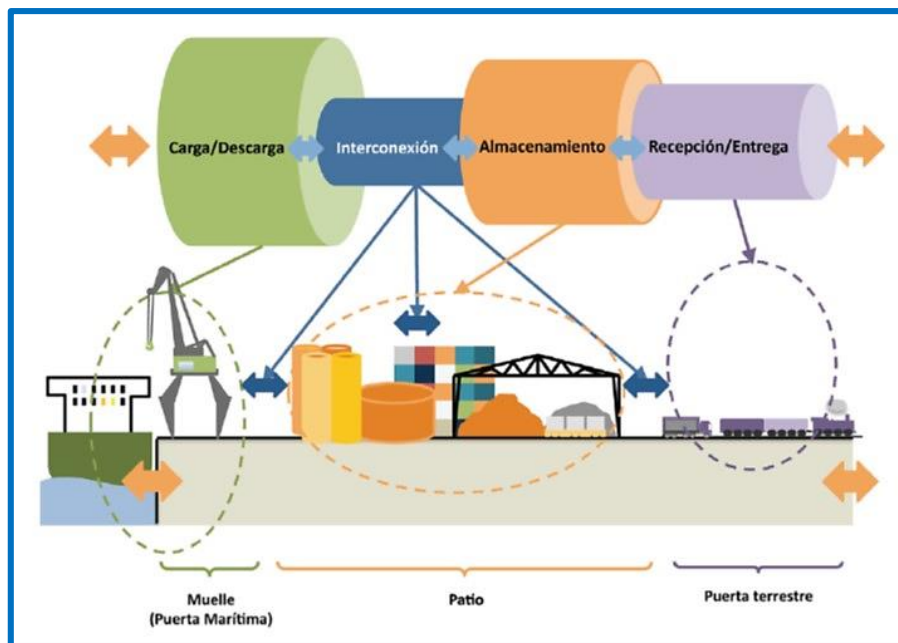 Carga/Descarga
Interconexión
Almacenamiento
Recepción/Entrega
Muelle
(Puerta Marítima)
Patio
Puerta terrestre